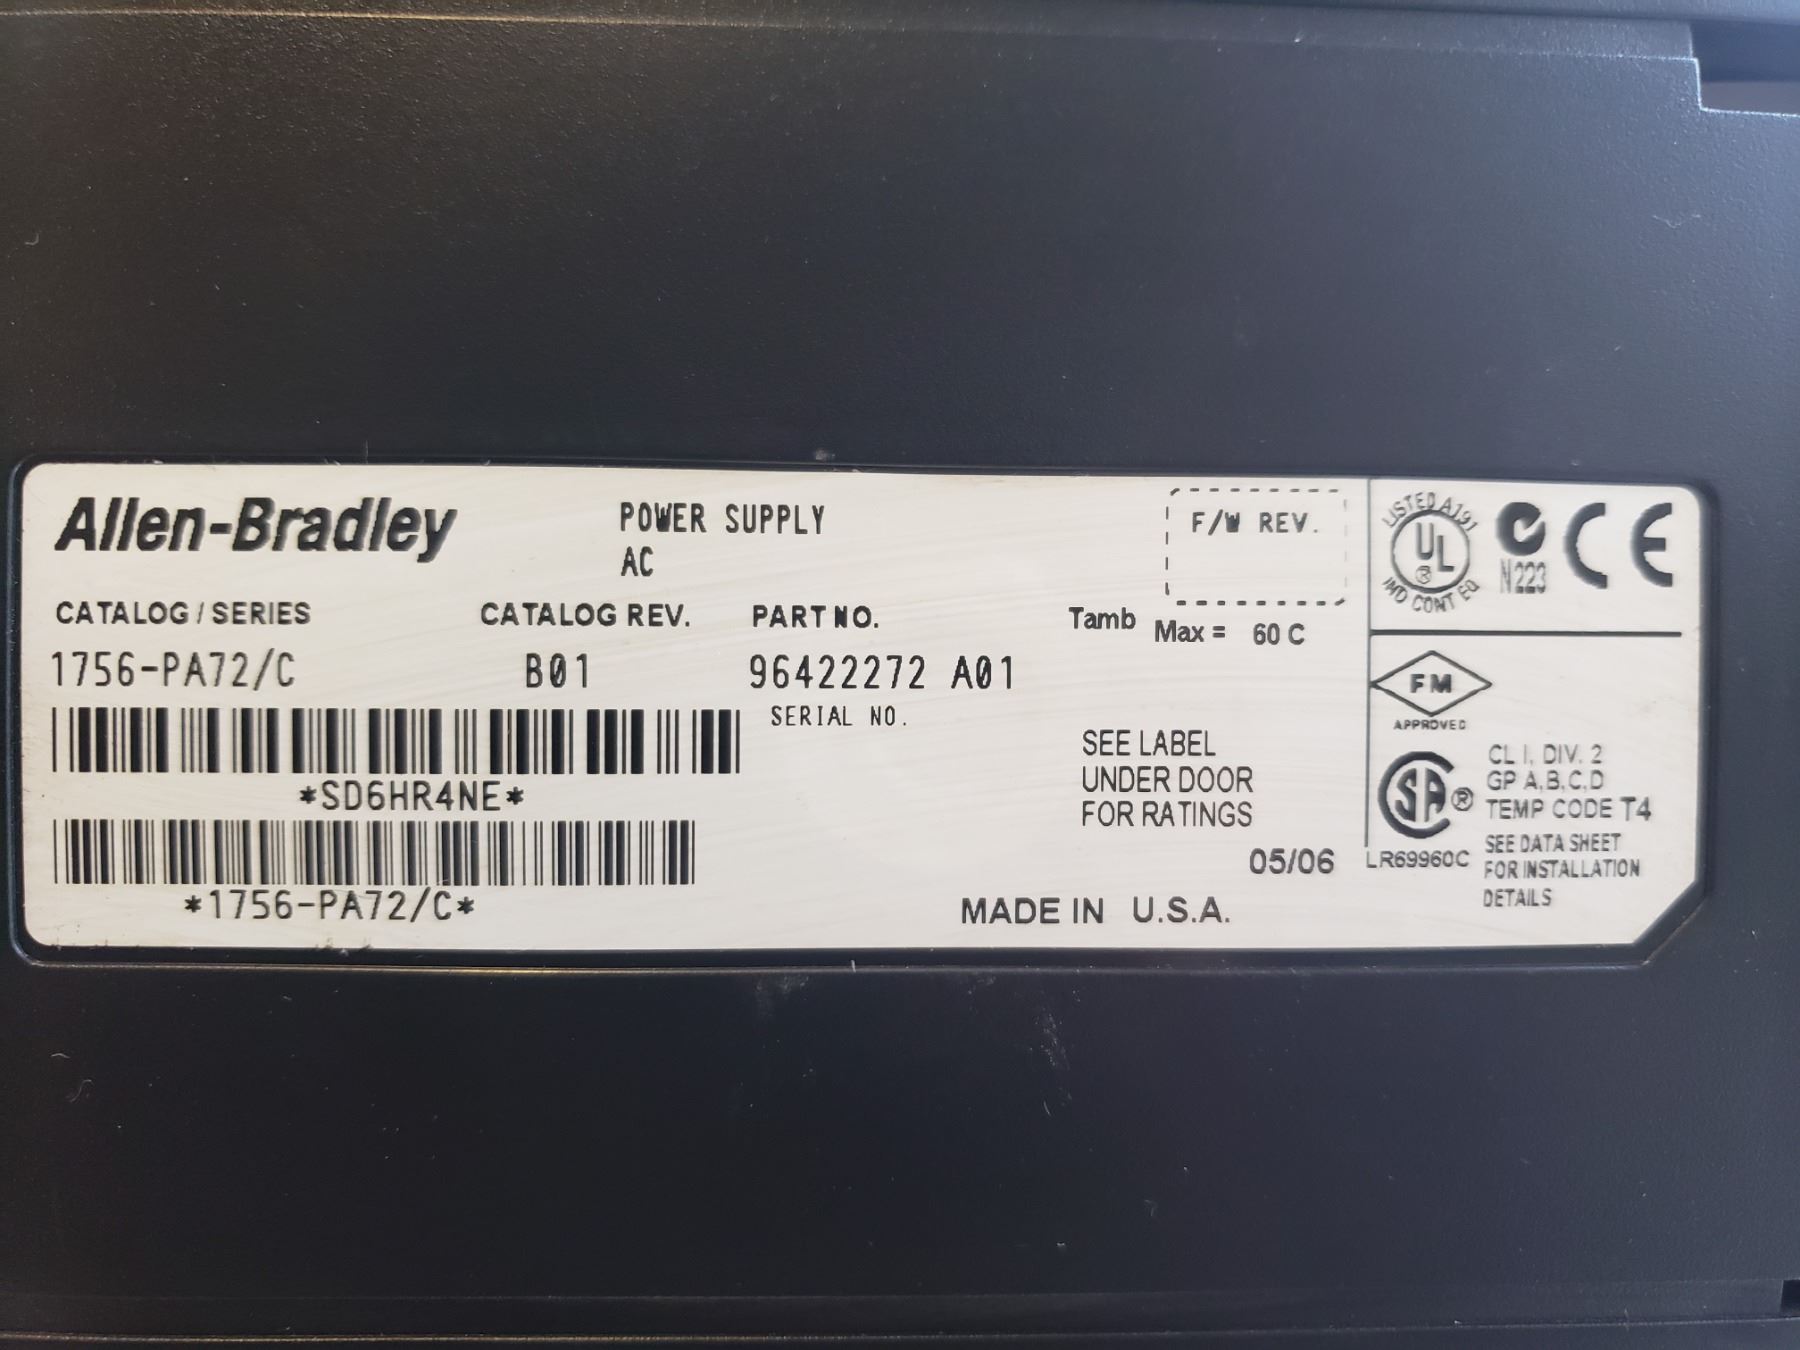 Allen-Bradley
POWER SUPPLY
AC
F/W REV.
CATALOG / SERIES
CATALOG REV.
PART NO.
Tamb Max = 60 C
1756-PA72/C
B01
96422272 A01
SERIAL NO.
*SD6HR4NE*
*1756-PA72/C*
SEE LABEL
UNDER DOOR
FOR RATINGS
05/06
MADE IN U.S.A.
LISTED A191
UL
®
IND CONT EQ
N223
CE
FM
APPROVED
SA ®
LR69960C
CL I, DIV. 2
GP A,B,C,D
TEMP CODE T4
SEE DATA SHEET
FOR INSTALLATION
DETAILS